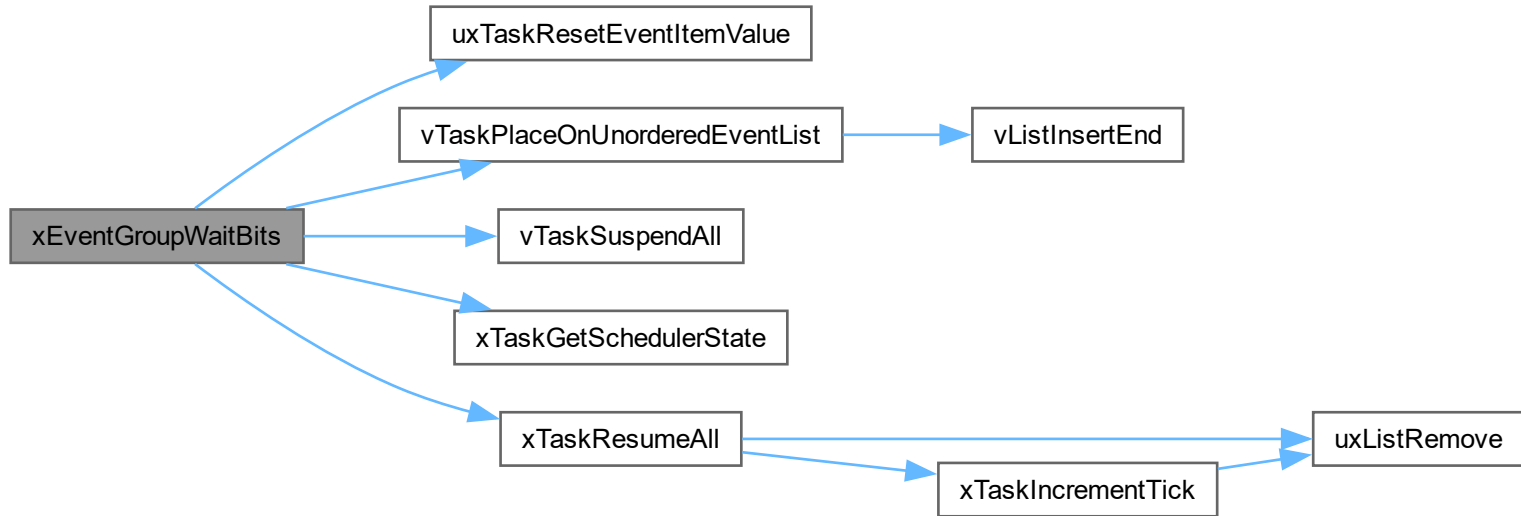 uxTaskResetEventItemValue
vTaskPlaceOnUnorderedEventList
vListInsertEnd
xEventGroupWaitBits
vTaskSuspendAll
xTaskGetSchedulerState
xTaskResumeAll
uxListRemove
xTaskIncrementTick